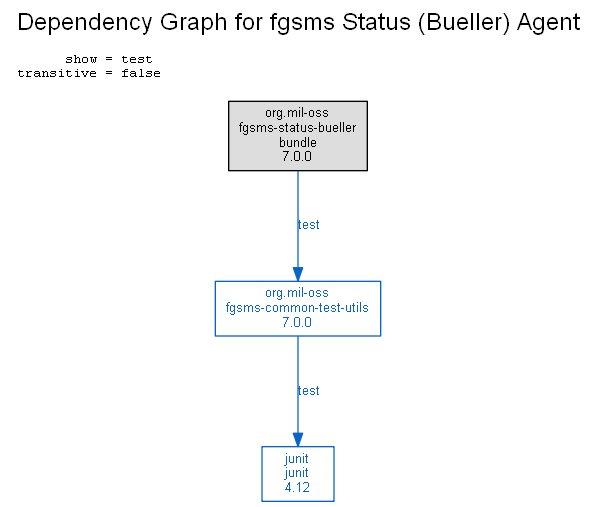 Dependency Graph for fgsms Status (Bueller) Agent
show = test
transitive = false
org.mil-oss
fgsms-status-bueller
bundle
7.0.0
test
org.mil-oss
fgsms-common-test-utils
7.0.0
test
junit
junit
4.12